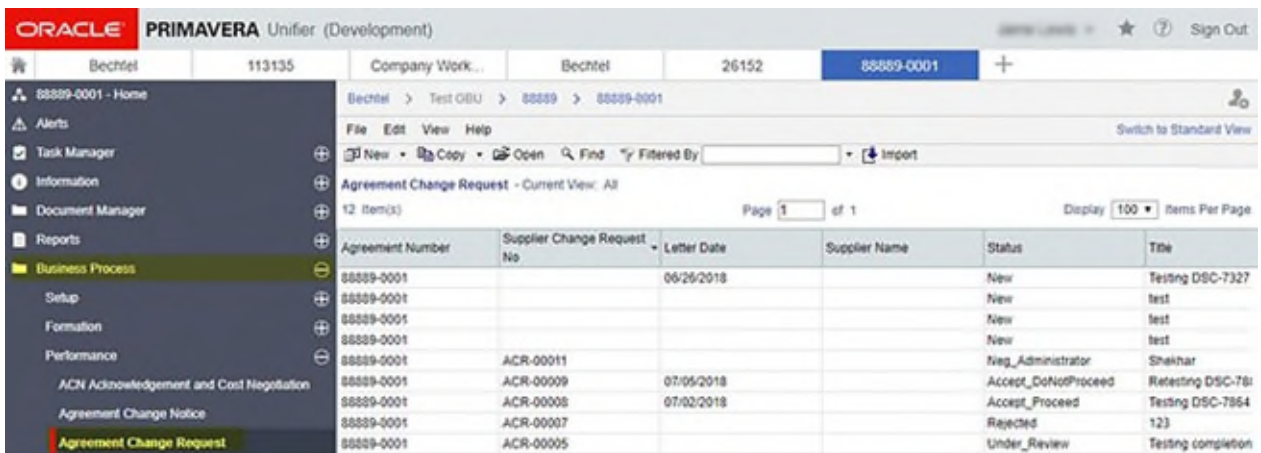 ORACLE PRIMAVERA Unifier (Development) Sign Out
Bechtel 113135 Company Work... Bechtel 26152 88889-0001
88889-0001 - Home
Alerts
Task Manager
Information
Document Manager
Reports
Business Process
Setup
Formation
Performance
ACN Acknowledgement and Cost Negotiation
Agreement Change Notice
Agreement Change Request
Bechtel > Test GBU > 88889 > 88889-0001
File Edit View Help Switch to Standard View
New Copy Open Find Filtered By Import
Agreement Change Request - Current View: All
12 Item(s) Page 1 of 1 Display 100 Items Per Page
Agreement Number Supplier Change Request No Letter Date Supplier Name Status Title
88889-0001 06/26/2018 New Testing DSC-7327
88889-0001 New test
88889-0001 New test
88889-0001 New test
88889-0001 ACR-00011 Neg_Administrator Shekhar
88889-0001 ACR-00009 07/05/2018 Accept_DoNotProceed Retesting DSC-78
88889-0001 ACR-00008 07/02/2018 Accept_Proceed Testing DSC-7864
88889-0001 ACR-00007 Rejected 123
88889-0001 ACR-00005 Under_Review Testing completion